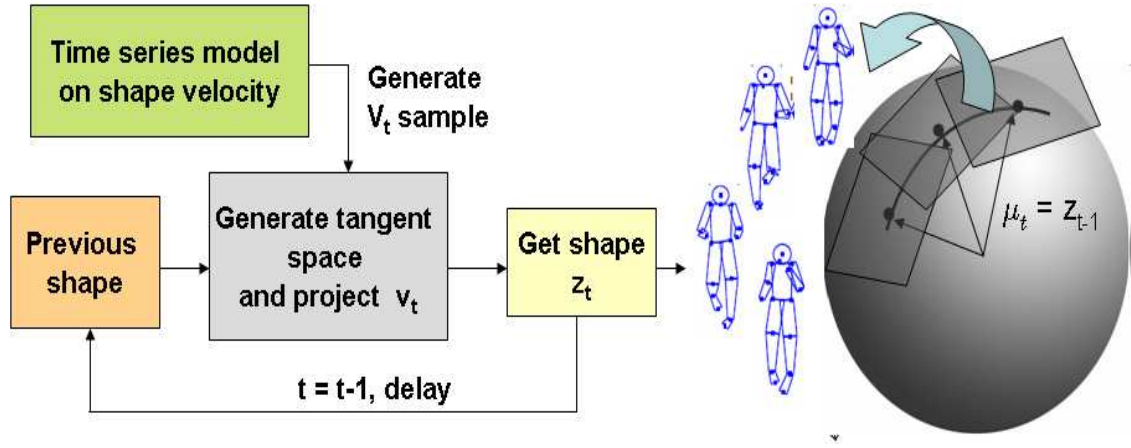 Time series model
on shape velocity
Generate
Vt sample
Previous
shape
Generate tangent
space
and project vt
Get shape
zt
t = t-1, delay
μt = zt-1